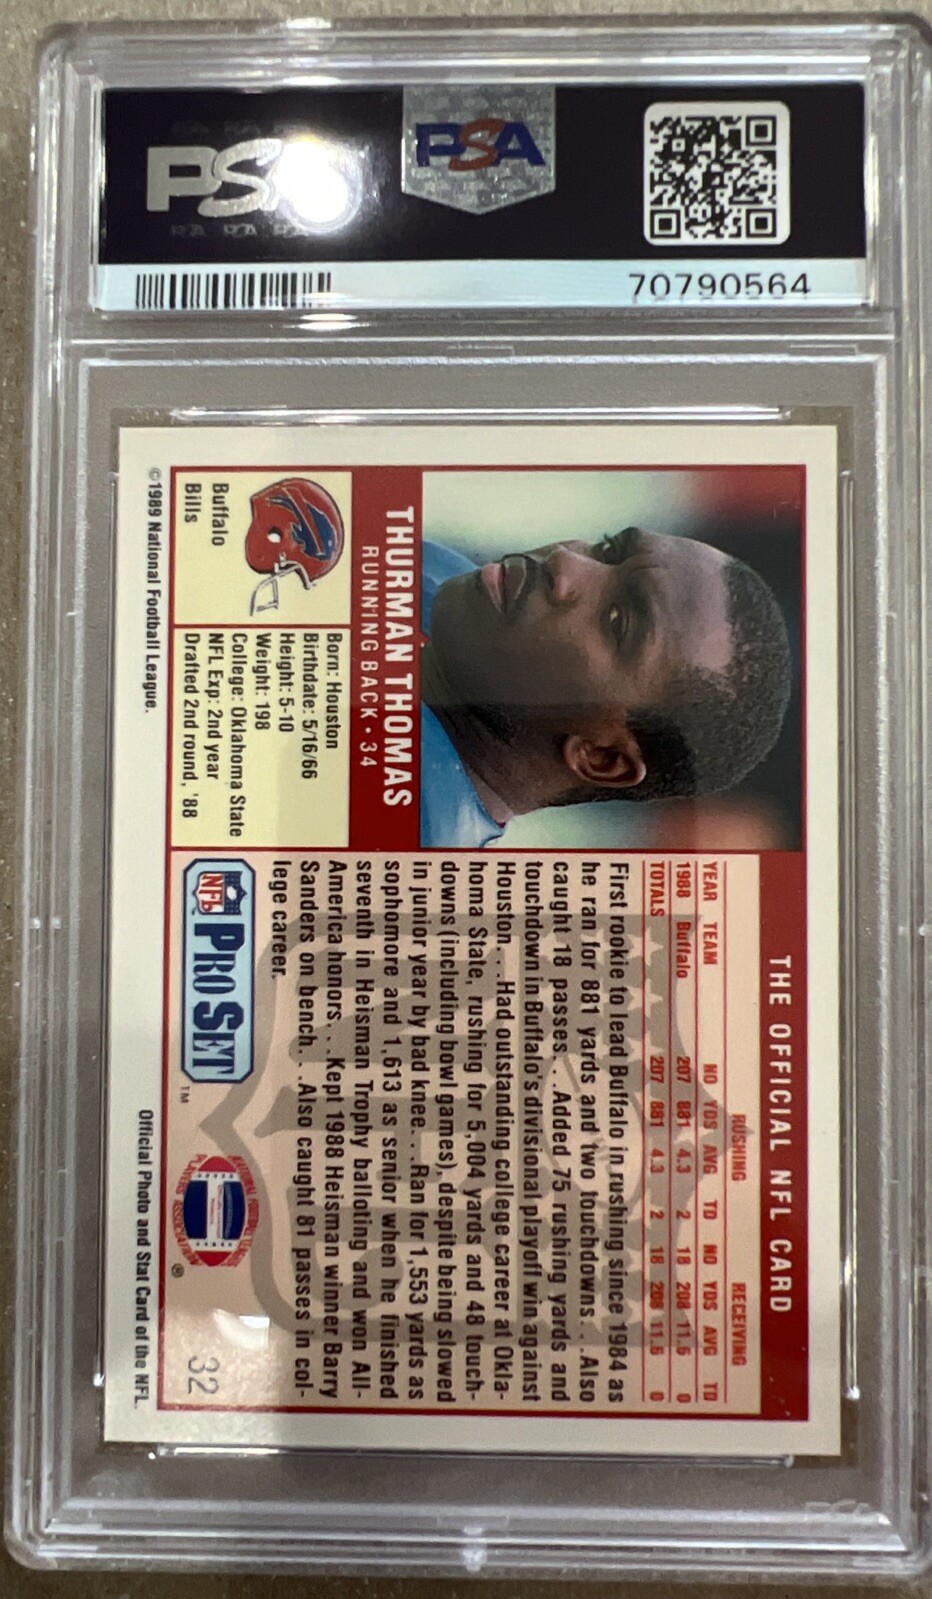 PSA
PSA
70790564
THE OFFICIAL NFL CARD
THURMAN THOMAS
RUNNING BACK • 34
Buffalo
Bills
Born: Houston
Birthdate: 5/16/66
Height: 5-10
Weight: 198
College: Oklahoma State
NFL Exp: 2nd year
Drafted 2nd round, '88
RUSHING RECEIVING
YEAR TEAM NO YDS AVG TD NO YDS AVG TD
1988 Buffalo 207 881 4.3 2 18 208 11.6 0
TOTALS 207 881 4.3 2 18 208 11.6 0
First rookie to lead Buffalo in rushing since 1984 as
he ran for 881 yards and two touchdowns. . .Also
caught 18 passes. . .Added 75 rushing yards and
touchdown in Buffalo's divisional playoff win against
Houston. . .Had outstanding college career at Okla-
homa State, rushing for 5,004 yards and 48 touch-
downs (including bowl games), despite being slowed
in junior year by bad knee. . .Ran for 1,553 yards as
sophomore and 1,613 as senior when he finished
seventh in Heisman Trophy balloting and won All-
America honors. . .Kept 1988 Heisman winner Barry
Sanders on bench. . .Also caught 81 passes in col-
lege career.
NFL PRO SET ™
NATIONAL FOOTBALL LEAGUE
PLAYERS ASSOCIATION
®
32
©1989 National Football League.
Official Photo and Stat Card of the NFL.